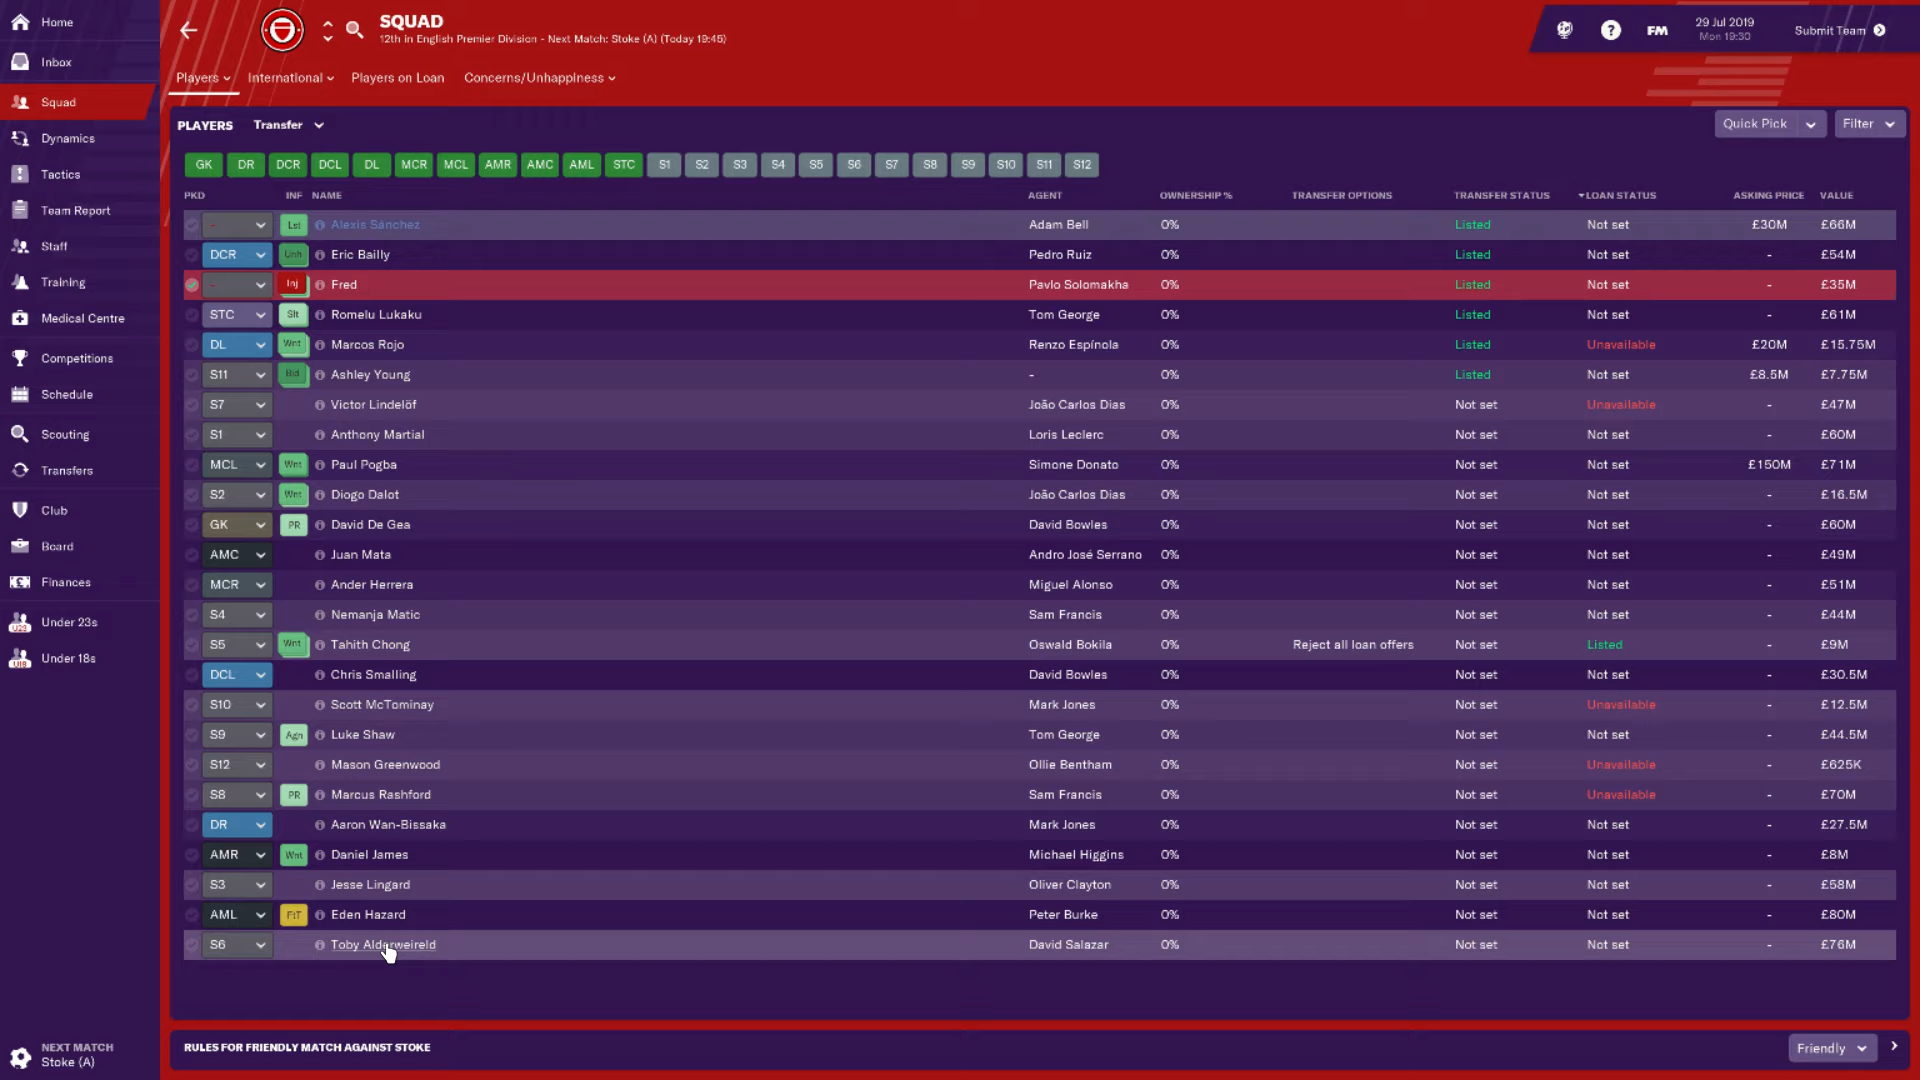 Home
Inbox
Squad
Dynamics
Tactics
Team Report
Staff
Training
Medical Centre
Competitions
Schedule
Scouting
Transfers
Club
Board
Finances
Under 23s
Under 18s
NEXT MATCH
Stoke (A)
SQUAD
12th in English Premier Division - Next Match: Stoke (A) (Today 19:45)
FM
29 Jul 2019
Mon 19:30
Submit Team
Players International Players on Loan Concerns/Unhappiness
PLAYERS Transfer Quick Pick Filter
GK DR DCR DCL DL MCR MCL AMR AMC AML STC S1 S2 S3 S4 S5 S6 S7 S8 S9 S10 S11 S12
PKD INF NAME AGENT OWNERSHIP % TRANSFER OPTIONS TRANSFER STATUS LOAN STATUS ASKING PRICE VALUE
- Lst Alexis Sánchez Adam Bell 0% Listed Not set £30M £66M
DCR Unh Eric Bailly Pedro Ruiz 0% Listed Not set - £54M
- Inj Fred Pavlo Solomakha 0% Listed Not set - £35M
STC Slt Romelu Lukaku Tom George 0% Listed Not set - £61M
DL Wnt Marcos Rojo Renzo Espínola 0% Listed Unavailable £20M £15.75M
S11 Bid Ashley Young - 0% Listed Not set £8.5M £7.75M
S7 Victor Lindelöf João Carlos Dias 0% Not set Unavailable - £47M
S1 Anthony Martial Loris Leclerc 0% Not set Not set - £60M
MCL Wnt Paul Pogba Simone Donato 0% Not set Not set £150M £71M
S2 Wnt Diogo Dalot João Carlos Dias 0% Not set Not set - £16.5M
GK PR David De Gea David Bowles 0% Not set Not set - £60M
AMC Juan Mata Andro José Serrano 0% Not set Not set - £49M
MCR Ander Herrera Miguel Alonso 0% Not set Not set - £51M
S4 Nemanja Matic Sam Francis 0% Not set Not set - £44M
S5 Wnt Tahith Chong Oswald Bokila 0% Reject all loan offers Not set Listed - £9M
DCL Chris Smalling David Bowles 0% Not set Not set - £30.5M
S10 Scott McTominay Mark Jones 0% Not set Unavailable - £12.5M
S9 Agn Luke Shaw Tom George 0% Not set Not set - £44.5M
S12 Mason Greenwood Ollie Bentham 0% Not set Unavailable - £625K
S8 PR Marcus Rashford Sam Francis 0% Not set Unavailable - £70M
DR Aaron Wan-Bissaka Mark Jones 0% Not set Not set - £27.5M
AMR Wnt Daniel James Michael Higgins 0% Not set Not set - £8M
S3 Jesse Lingard Oliver Clayton 0% Not set Not set - £58M
AML FtT Eden Hazard Peter Burke 0% Not set Not set - £80M
S6 Toby Alderweireld David Salazar 0% Not set Not set - £76M
RULES FOR FRIENDLY MATCH AGAINST STOKE Friendly